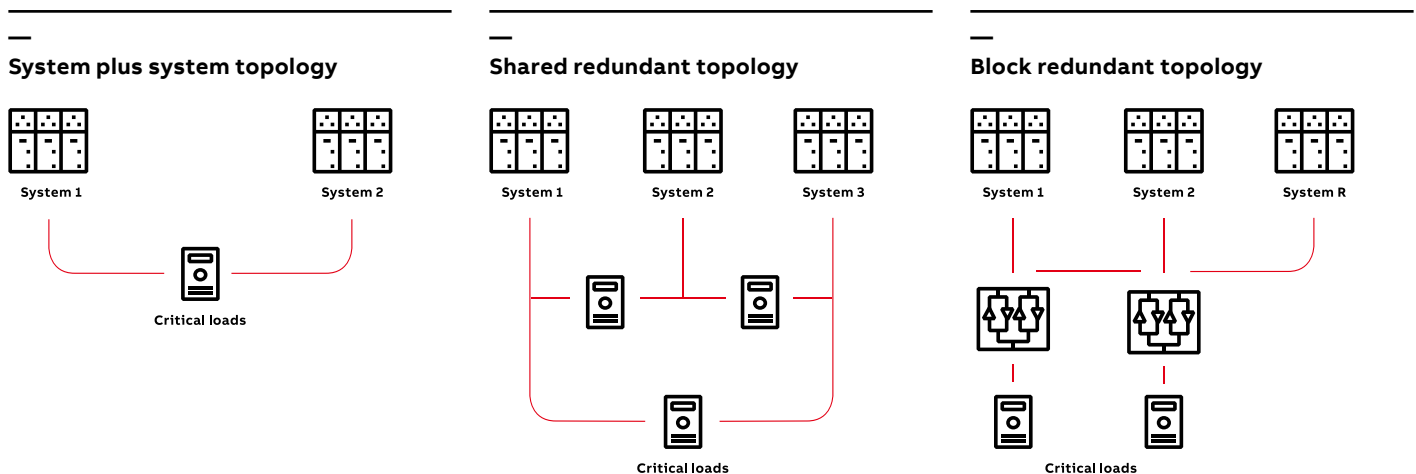 System plus system topology
System 1
System 2
Critical loads
Shared redundant topology
System 1
System 2
System 3
Critical loads
Block redundant topology
System 1
System 2
System R
Critical loads